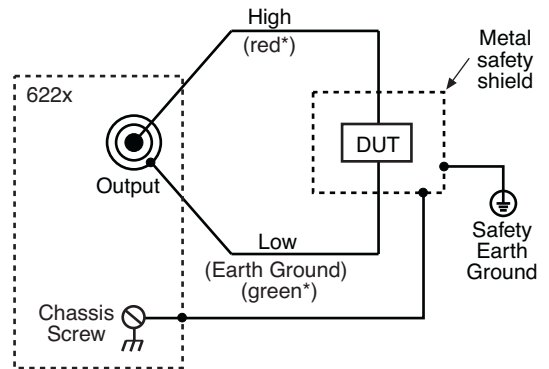 High
(red*)
Metal
safety
shield
622x
DUT
Output
Low
(Earth Ground)
(green*)
Safety
Earth
Ground
Chassis
Screw